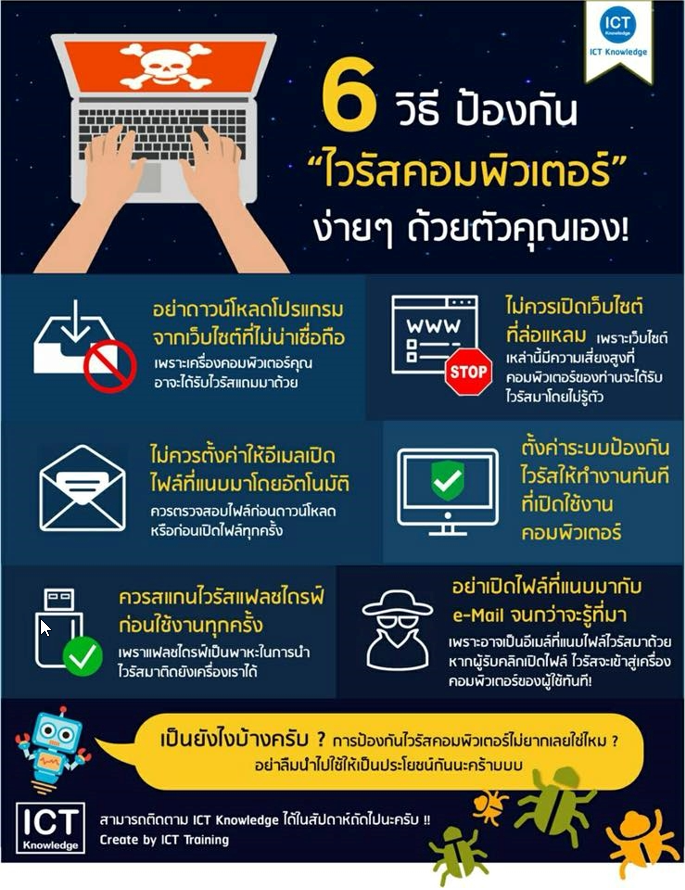 ICT
Knowledge
ICT Knowledge
6 วิธี ป้องกัน
“ไวรัสคอมพิวเตอร์”
ง่ายๆ ด้วยตัวคุณเอง!
อย่าดาวน์โหลดโปรแกรม
จากเว็บไซต์ที่ไม่น่าเชื่อถือ
เพราะเครื่องคอมพิวเตอร์คุณ
อาจะได้รับไวรัสแถมมาด้วย
WWW
STOP
ไม่ควรเปิดเว็บไซต์
ที่ล่อแหลม เพราะเว็บไซต์
เหล่านี้มีความเสี่ยงสูงที่
คอมพิวเตอร์ของท่านจะได้รับ
ไวรัสมาโดยไม่รู้ตัว
ไม่ควรตั้งค่าให้อีเมลเปิด
ไฟล์ที่แนบมาโดยอัตโนมัติ
ควรตรวจสอบไฟล์ก่อนดาวน์โหลด
หรือก่อนเปิดไฟล์ทุกครั้ง
ตั้งค่าระบบป้องกัน
ไวรัสให้ทำงานทันที
ที่เปิดใช้งาน
คอมพิวเตอร์
ควรสแกนไวรัสแฟลชไดรฟ์
ก่อนใช้งานทุกครั้ง
เพราแฟลชไดรฟ์เป็นพาหะในการนำ
ไวรัสมาติดยังเครื่องเราได้
อย่าเปิดไฟล์ที่แนบมากับ
e-Mail จนกว่าจะรู้ที่มา
เพราะอาจเป็นอีเมล์ที่แนบไฟล์ไวรัสมาด้วย
หากผู้รับคลิกเปิดไฟล์ ไวรัสจะเข้าสู่เครื่อง
คอมพิวเตอร์ของผู้ใช้ทันที!
เป็นยังไงบ้างครับ ? การป้องกันไวรัสคอมพิวเตอร์ไม่ยากเลยใช่ไหม ?
อย่าลืมนำไปใช้ให้เป็นประโยชน์กันนะคร้าบบบ
ICT
Knowledge
สามารถติดตาม ICT Knowledge ได้ในสัปดาห์ถัดไปนะครับ !!
Create by ICT Training